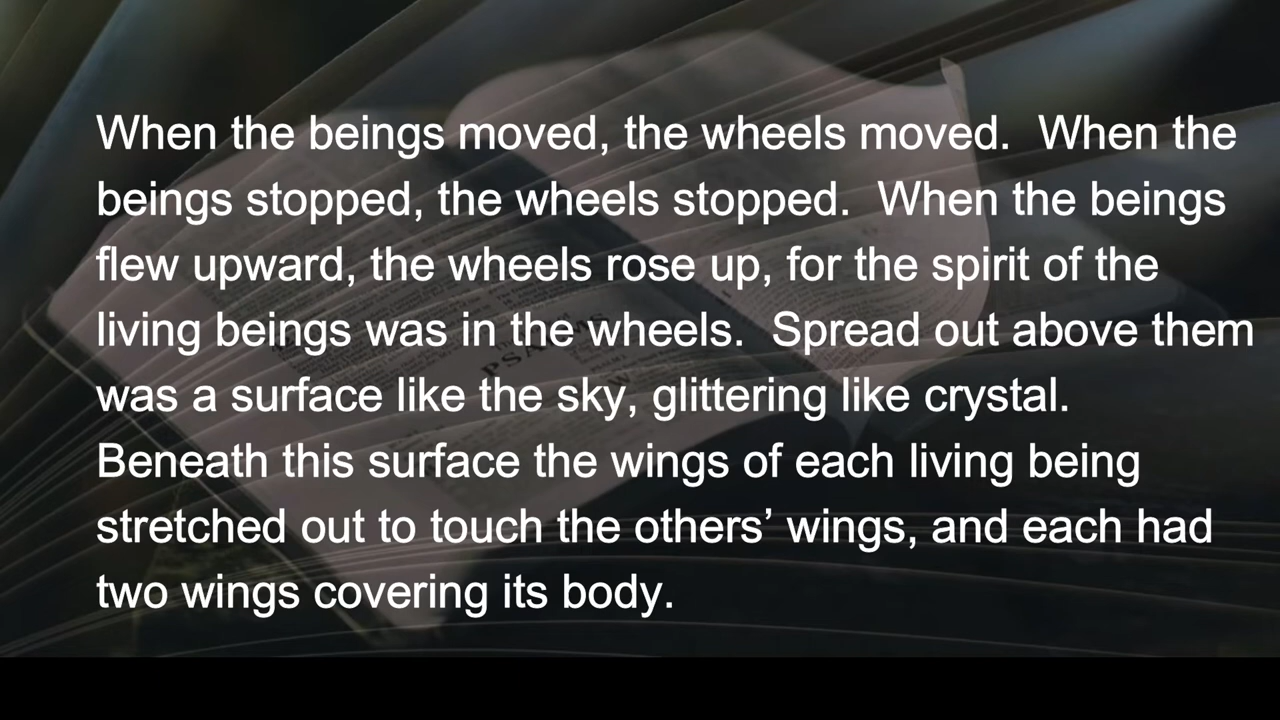 When the beings moved, the wheels moved.  When the
beings stopped, the wheels stopped.  When the beings
flew upward, the wheels rose up, for the spirit of the
living beings was in the wheels.  Spread out above them
was a surface like the sky, glittering like crystal.
Beneath this surface the wings of each living being
stretched out to touch the others’ wings, and each had
two wings covering its body.
PSALMS